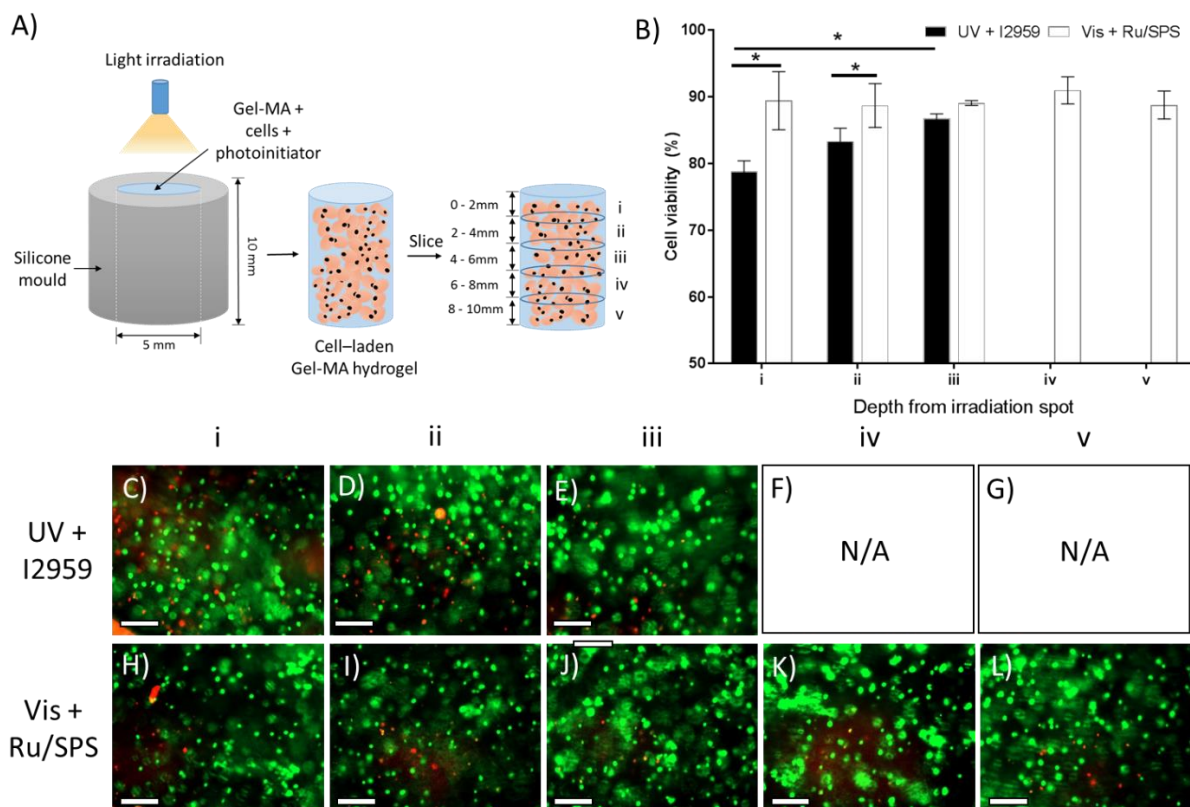 A)
Light irradiation
Gel-MA +
cells +
photoinitiator
Silicone
mould
10 mm
5 mm
Cell–laden
Gel-MA hydrogel
Slice
0 - 2mm
2 - 4mm
4 - 6mm
6 - 8mm
8 - 10mm
i
ii
iii
iv
v
B)
UV + I2959
Vis + Ru/SPS
Cell viability (%)
100
90
80
70
60
50
*
*
*
i
ii
iii
iv
v
Depth from irradiation spot
i
ii
iii
iv
v
UV +
I2959
C)
D)
E)
F)
N/A
G)
N/A
Vis +
Ru/SPS
H)
I)
J)
K)
L)